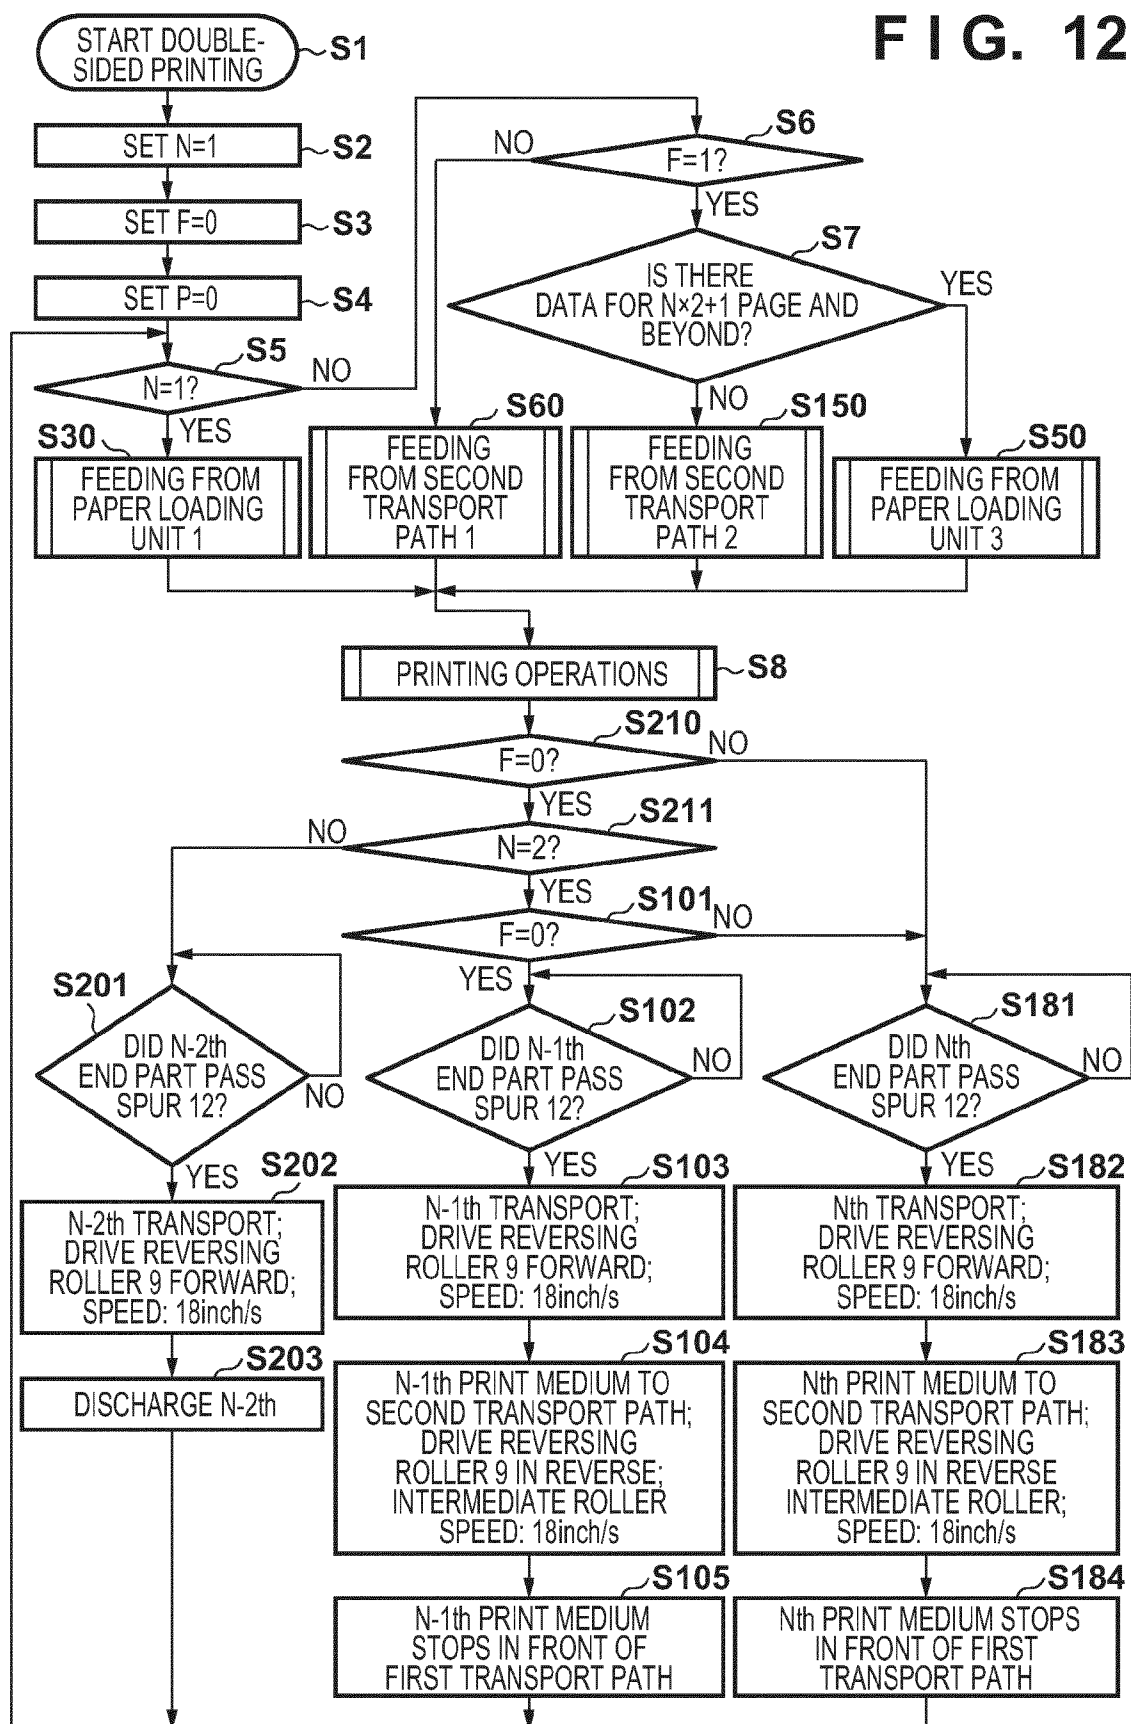 FIG. 12
START DOUBLE-
SIDED PRINTING
S1
SET N=1
S2
SET F=0
S3
SET P=0
S4
S5
N=1?
NO
YES
S6
NO
F=1?
YES
S7
IS THERE
DATA FOR N×2+1 PAGE AND
BEYOND?
YES
NO
S30
FEEDING FROM
PAPER LOADING
UNIT 1
S60
FEEDING
FROM SECOND
TRANSPORT
PATH 1
S150
FEEDING
FROM SECOND
TRANSPORT
PATH 2
S50
FEEDING FROM
PAPER LOADING
UNIT 3
PRINTING OPERATIONS
S8
S210
F=0?
NO
YES
S211
NO
N=2?
YES
S101
F=0?
NO
YES
S201
DID N-2th
END PART PASS
SPUR 12?
NO
YES
S202
N-2th TRANSPORT;
DRIVE REVERSING
ROLLER 9 FORWARD;
SPEED: 18inch/s
S203
DISCHARGE N-2th
S102
DID N-1th
END PART PASS
SPUR 12?
NO
YES
S103
N-1th TRANSPORT;
DRIVE REVERSING
ROLLER 9 FORWARD;
SPEED: 18inch/s
S104
N-1th PRINT MEDIUM TO
SECOND TRANSPORT PATH;
DRIVE REVERSING
ROLLER 9 IN REVERSE;
INTERMEDIATE ROLLER
SPEED: 18inch/s
S105
N-1th PRINT MEDIUM
STOPS IN FRONT OF
FIRST TRANSPORT PATH
S181
DID Nth
END PART PASS
SPUR 12?
NO
YES
S182
Nth TRANSPORT;
DRIVE REVERSING
ROLLER 9 FORWARD;
SPEED: 18inch/s
S183
Nth PRINT MEDIUM TO
SECOND TRANSPORT PATH;
DRIVE REVERSING
ROLLER 9 IN REVERSE
INTERMEDIATE ROLLER;
SPEED: 18inch/s
S184
Nth PRINT MEDIUM STOPS
IN FRONT OF FIRST
TRANSPORT PATH